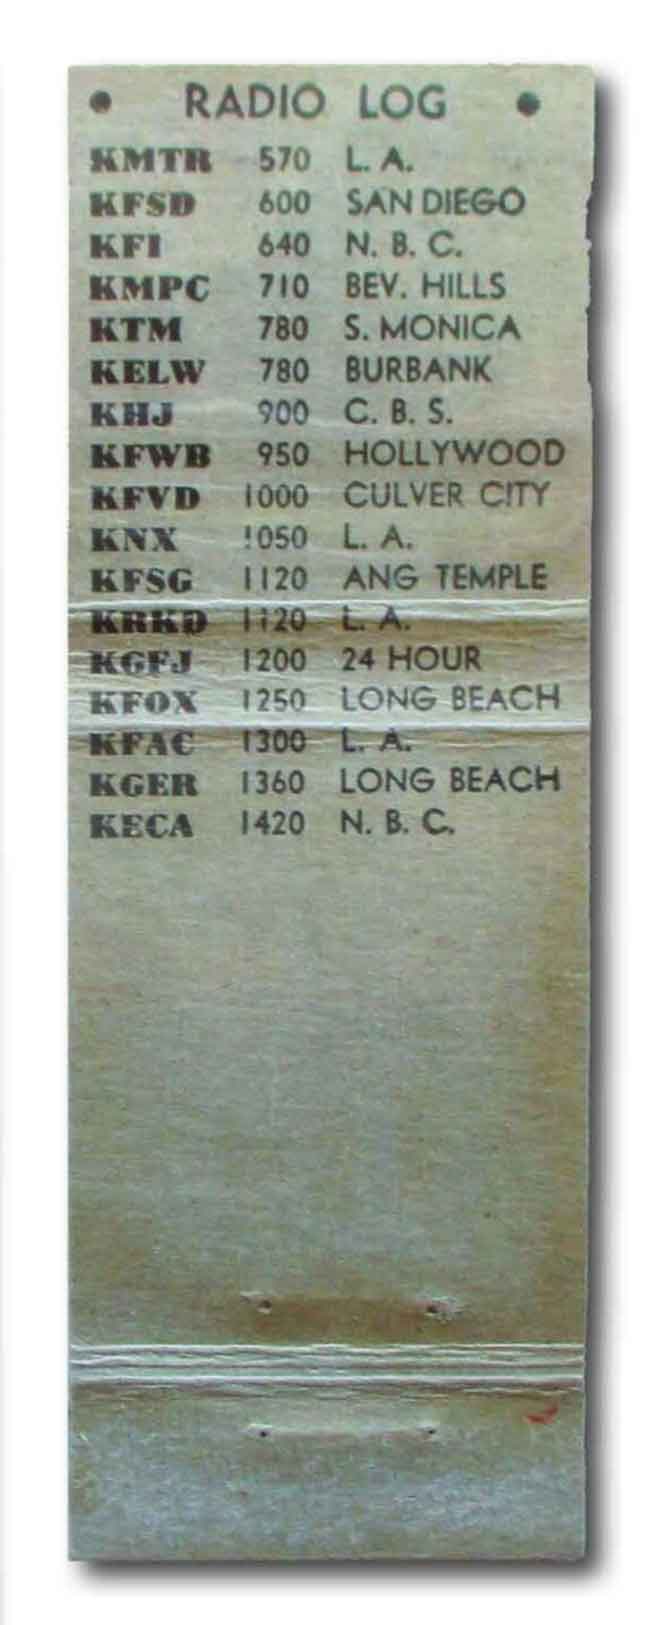 • RADIO LOG •
KMTR 570 L. A.
KFSD 600 SAN DIEGO
KFI 640 N. B. C.
KMPC 710 BEV. HILLS
KTM 780 S. MONICA
KELW 780 BURBANK
KHJ 900 C. B. S.
KFWB 950 HOLLYWOOD
KFVD 1000 CULVER CITY
KNX 1050 L. A.
KFSG 1120 ANG TEMPLE
KRKD 1120 L. A.
KGFJ 1200 24 HOUR
KFOX 1250 LONG BEACH
KFAC 1300 L. A.
KGER 1360 LONG BEACH
KECA 1420 N. B. C.